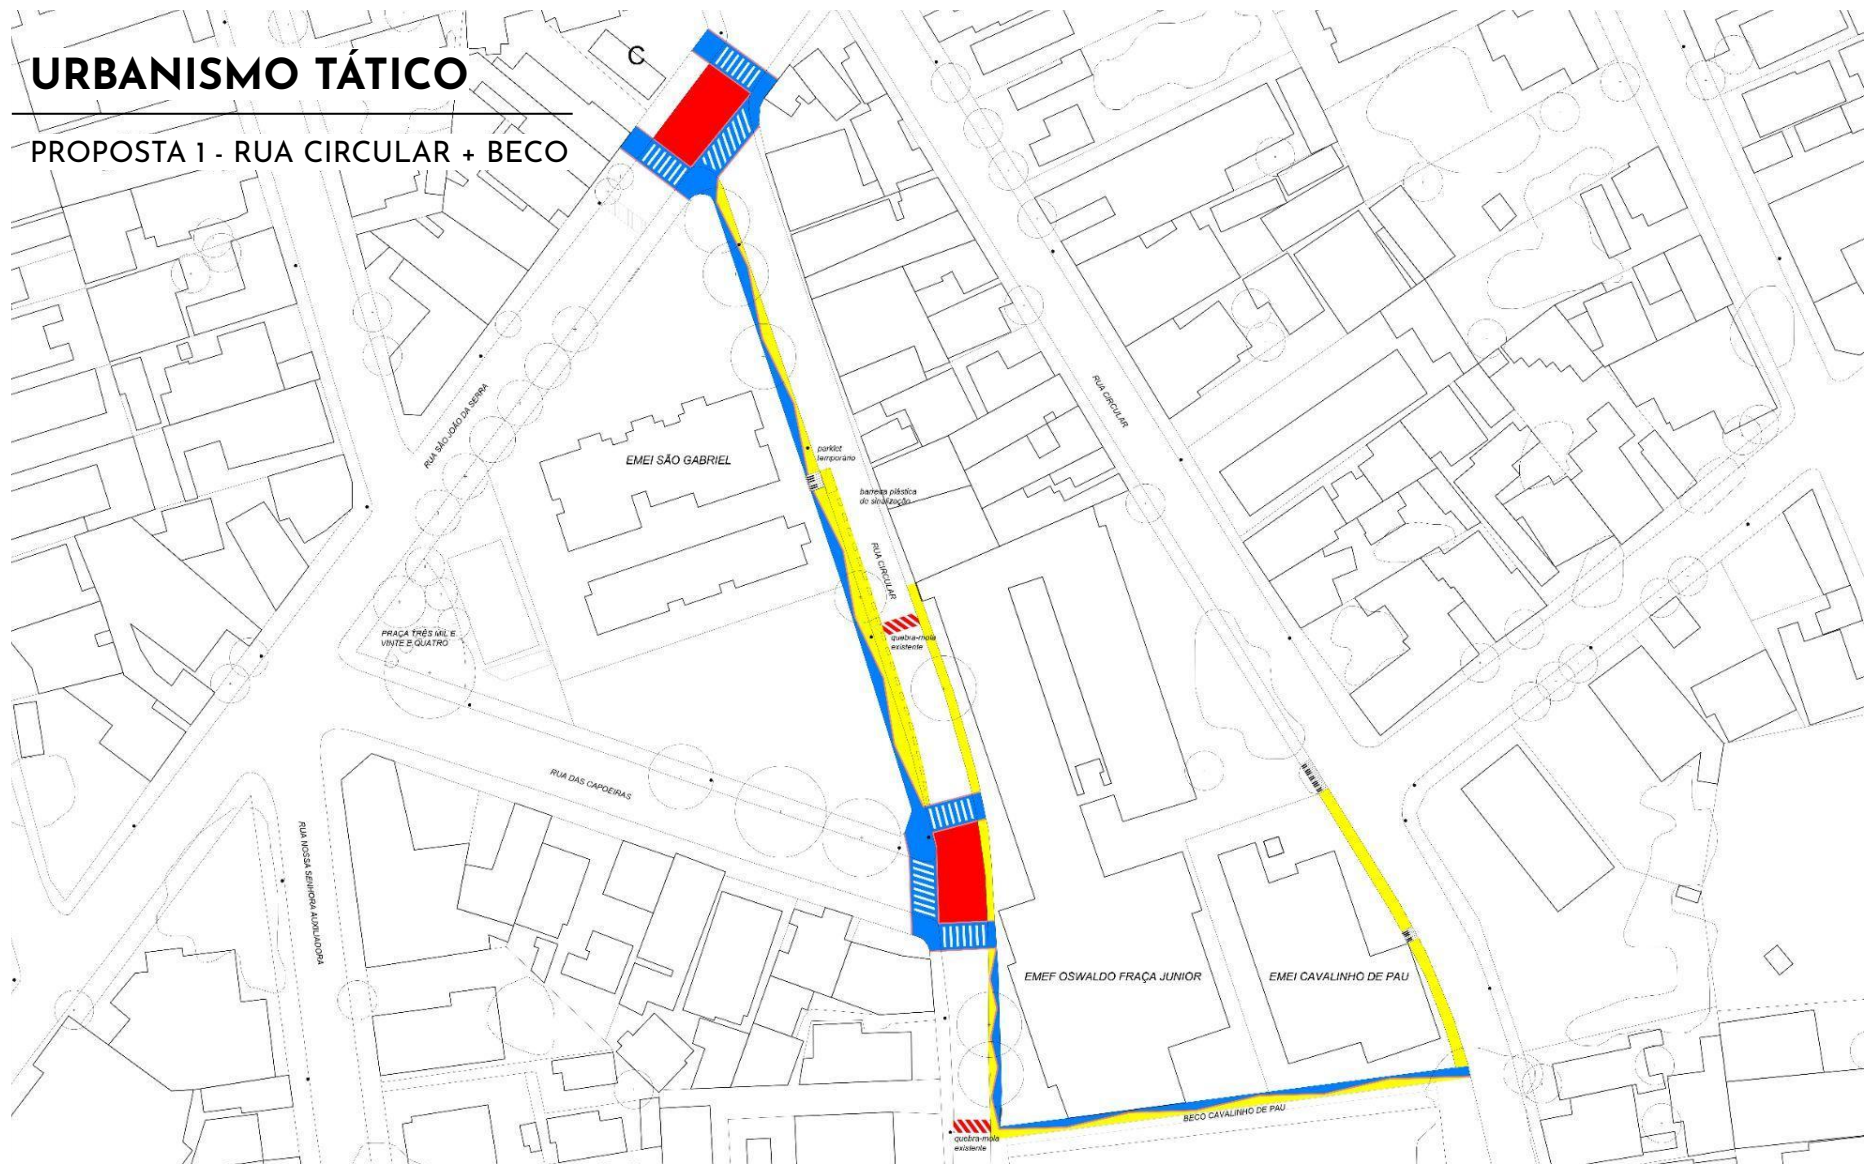 URBANISMO TÁTICO
PROPOSTA 1 - RUA CIRCULAR + BECO
C
RUA SÃO JOÃO DA SERRA
RUA CIRCULAR
EMEI SÃO GABRIEL
parklet
temporário
barreira plástica
de sinalização
RUA CIRCULAR
quebra-mola
existente
PRAÇA TRÊS MIL E
VINTE E QUATRO
RUA DAS CAPOEIRAS
RUA NOSSA SENHORA AUXILIADORA
EMEF OSWALDO FRAÇA JUNIOR
EMEI CAVALINHO DE PAU
BECO CAVALINHO DE PAU
quebra-mola
existente